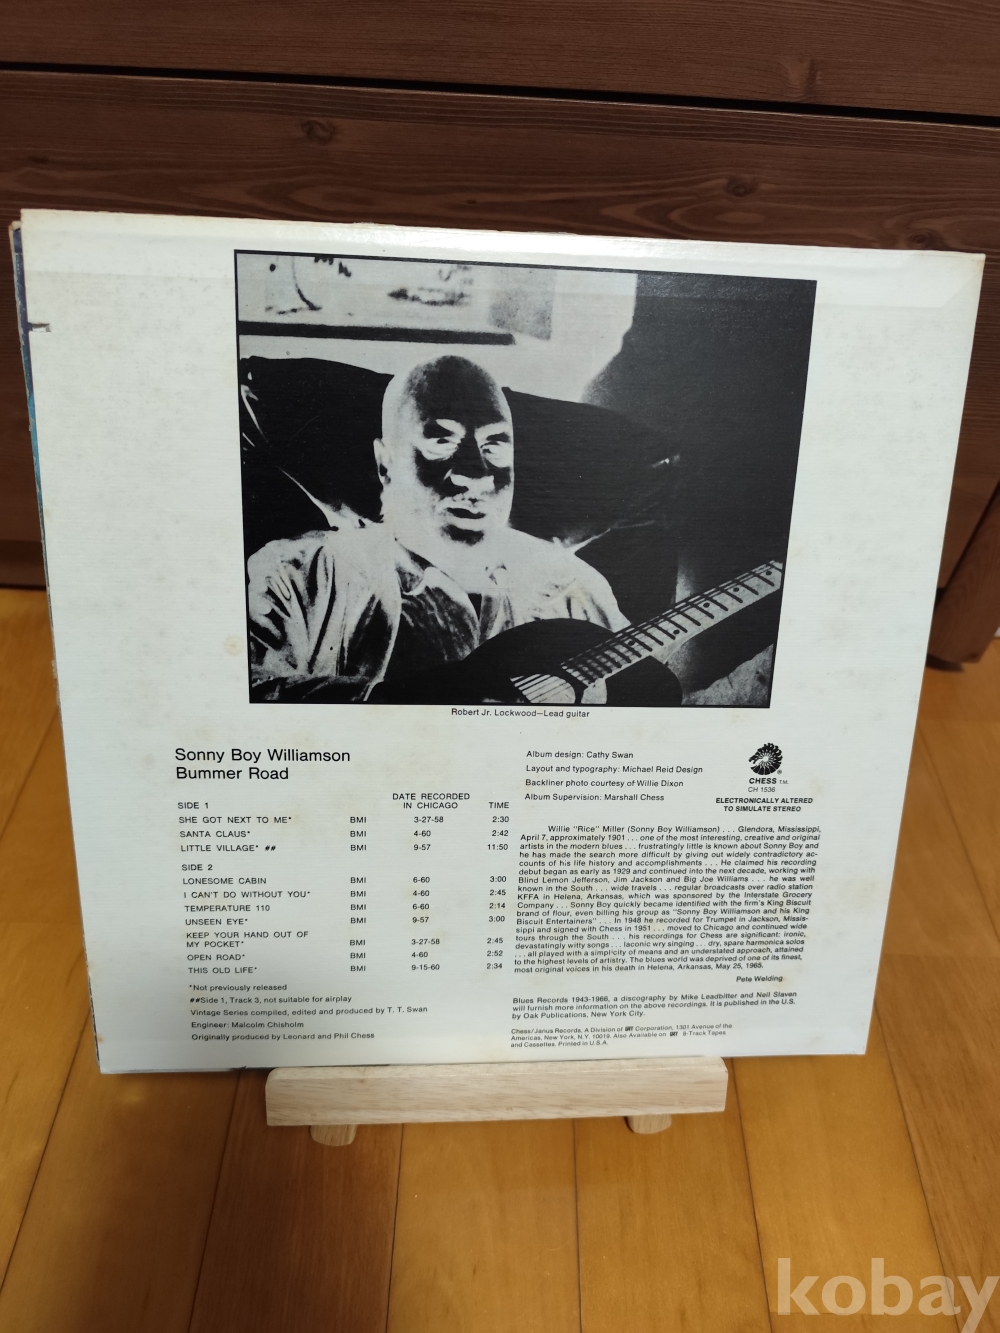 Robert Jr. Lockwood—Lead guitar
Sonny Boy Williamson
Bummer Road
SIDE 1 DATE RECORDED IN CHICAGO TIME
SHE GOT NEXT TO ME* BMI 3-27-58 2:30
SANTA CLAUS* BMI 4-60 2:42
LITTLE VILLAGE* ## BMI 9-57 11:50
SIDE 2
LONESOME CABIN BMI 6-60 3:00
I CAN'T DO WITHOUT YOU* BMI 4-60 2:45
TEMPERATURE 110 BMI 6-60 2:14
UNSEEN EYE* BMI 9-57 3:00
KEEP YOUR HAND OUT OF
MY POCKET* BMI 3-27-58 2:45
OPEN ROAD* BMI 4-60 2:52
THIS OLD LIFE* BMI 9-15-60 2:34
*Not previously released
##Side 1, Track 3, not suitable for airplay
Vintage Series compiled, edited and produced by T. T. Swan
Engineer: Malcolm Chisholm
Originally produced by Leonard and Phil Chess
Album design: Cathy Swan
Layout and typography: Michael Reid Design
Backliner photo courtesy of Willie Dixon
Album Supervision: Marshall Chess
CHESS T.M.
CH 1536
ELECTRONICALLY ALTERED
TO SIMULATE STEREO
Willie "Rice" Miller (Sonny Boy Williamson) . . . Glendora, Mississippi,
April 7, approximately 1901 . . . one of the most interesting, creative and original
artists in the modern blues . . . frustratingly little is known about Sonny Boy and
he has made the search more difficult by giving out widely contradictory ac-
counts of his life history and accomplishments . . . He claimed his recording
debut began as early as 1929 and continued into the next decade, working with
Blind Lemon Jefferson, Jim Jackson and Big Joe Williams . . . he was well
known in the South . . . wide travels . . . regular broadcasts over radio station
KFFA in Helena, Arkansas, which was sponsored by the Interstate Grocery
Company . . . Sonny Boy quickly became identified with the firm's King Biscuit
brand of flour, even billing his group as "Sonny Boy Williamson and his King
Biscuit Entertainers" . . . In 1948 he recorded for Trumpet in Jackson, Missis-
sippi and signed with Chess in 1951 . . . moved to Chicago and continued wide
tours through the South . . . his recordings for Chess are significant: ironic,
devastatingly witty songs . . . laconic wry singing . . . dry, spare harmonica solos
. . . all played with a simplicity of means and an understated approach, attained
to the highest levels of artistry. The blues world was deprived of one of its finest,
most original voices in his death in Helena, Arkansas, May 25, 1965.
Pete Welding
Blues Records 1943-1966, a discography by Mike Leadbitter and Neil Slaven
will furnish more information on the above recordings. It is published in the U.S.
by Oak Publications, New York City.
Chess/Janus Records, A Division of GRT Corporation, 1301 Avenue of the
Americas, New York, N.Y. 10019. Also Available on GRT 8-Track Tapes
and Cassettes. Printed in U.S.A.
kobay